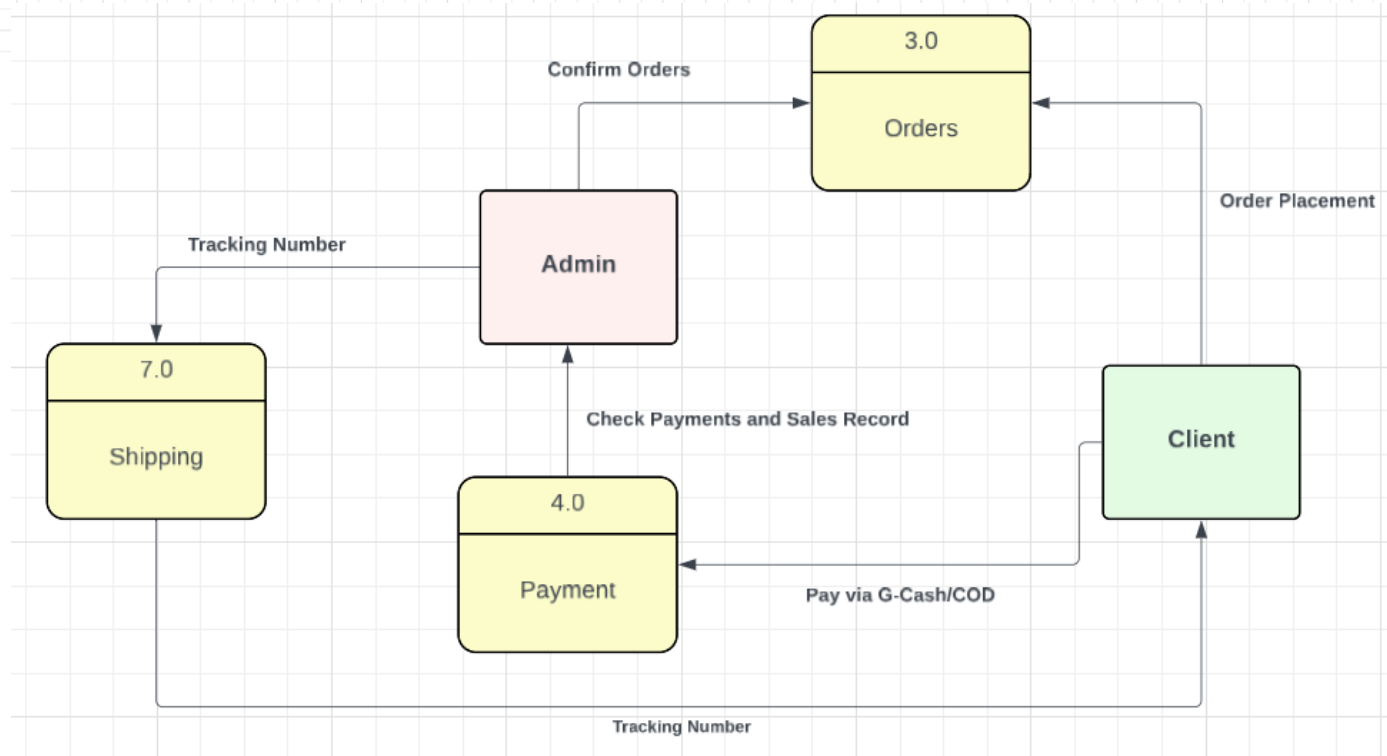 3.0
Confirm Orders
Orders
Order Placement
Tracking Number
Admin
7.0
Check Payments and Sales Record
Client
Shipping
4.0
Payment
Pay via G-Cash/COD
Tracking Number